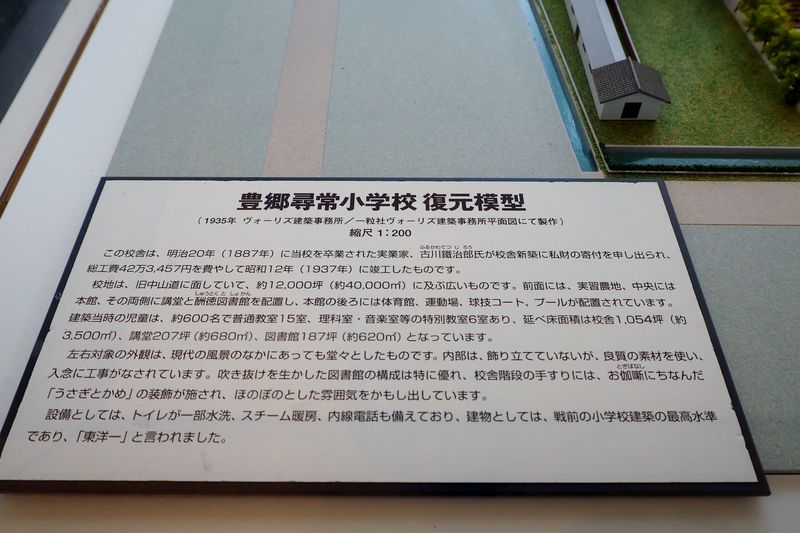 豊郷尋常小学校 復元模型
（1935年 ヴォーリズ建築事務所／一粒社ヴォーリズ建築事務所平面図にて製作）
縮尺 1：200
ふるかわてつ じ ろう
この校舎は、明治20年（1887年）に当校を卒業された実業家、古川鐵治郎氏が校舎新築に私財の寄付を申し出られ、
総工費42万3,457円を費やして昭和12年（1937年）に竣工したものです。
校地は、旧中山道に面していて、約12,000坪（約40,000㎡）に及ぶ広いものです。前面には、実習農地、中央には
しゅうとく と しょかん
本館、その両側に講堂と酬徳図書館を配置し、本館の後ろには体育館、運動場、球技コート、プールが配置されています。
建築当時の児童は、約600名で普通教室15室、理科室・音楽室等の特別教室6室あり、延べ床面積は校舎1,054坪（約
3,500㎡）、講堂207坪（約680㎡）、図書館187坪（約620㎡）となっています。
左右対象の外観は、現代の風景のなかにあっても堂々としたものです。内部は、飾り立てていないが、良質の素材を使い、
とぎばなし
入念に工事がなされています。吹き抜けを生かした図書館の構成は特に優れ、校舎階段の手すりには、お伽噺にちなんだ
「うさぎとかめ」の装飾が施され、ほのぼのとした雰囲気をかもし出しています。
設備としては、トイレが一部水洗、スチーム暖房、内線電話も備えており、建物としては、戦前の小学校建築の最高水準
であり、「東洋一」と言われました。